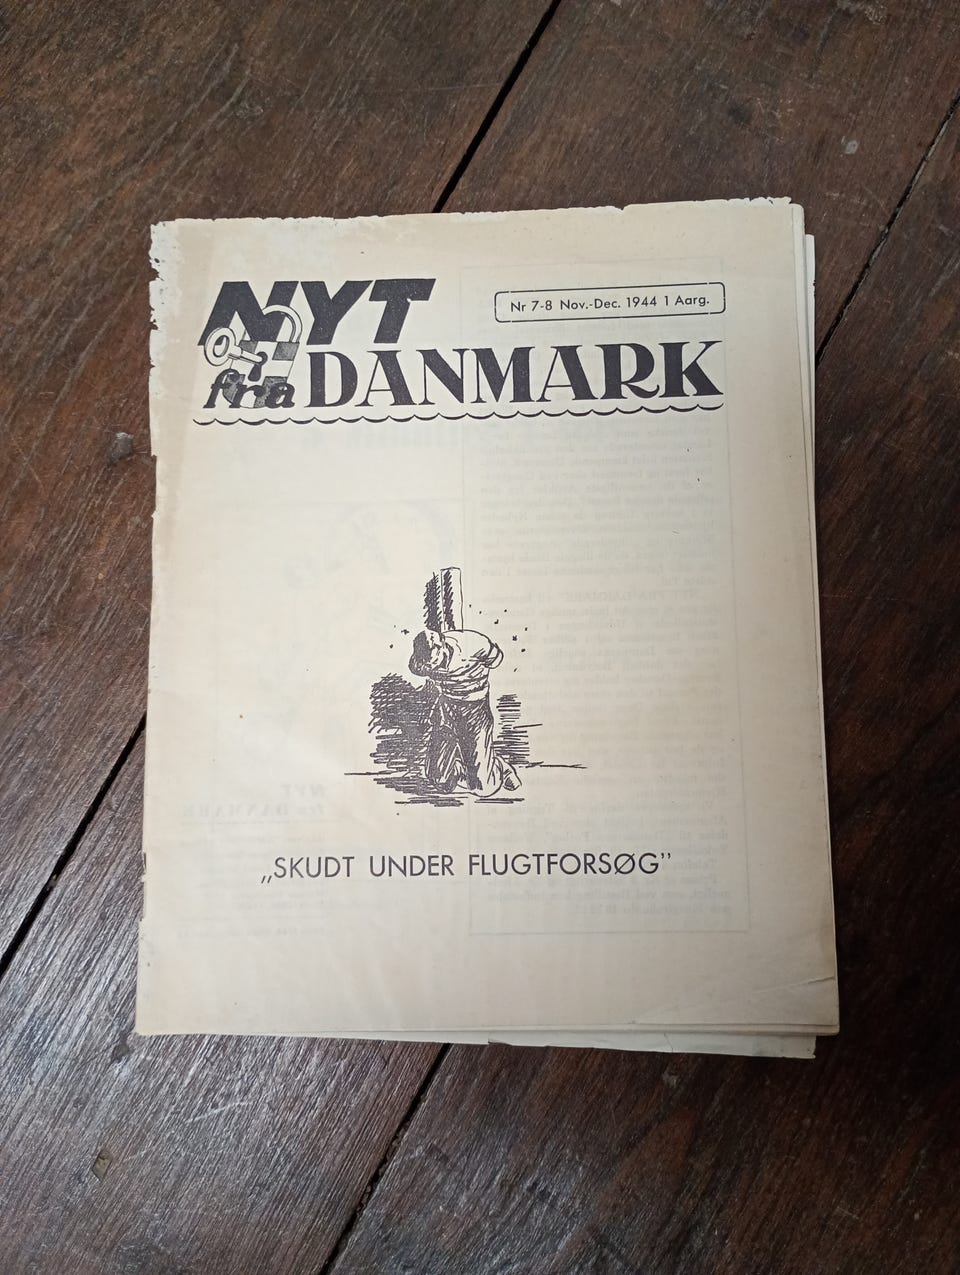 NYT
Nr 7-8 Nov.-Dec. 1944 1 Aarg.
fra DANMARK
„SKUDT UNDER FLUGTFORSØG”